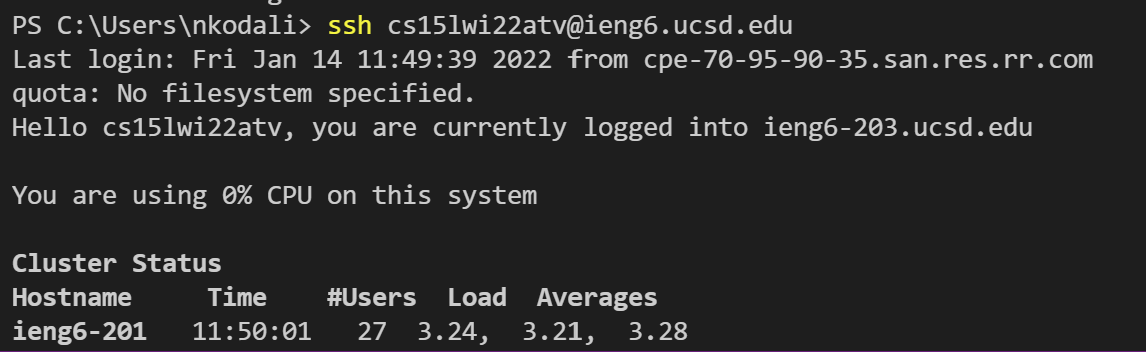 PS C:\Users\nkodali> ssh cs15lwi22atv@ieng6.ucsd.edu
Last login: Fri Jan 14 11:49:39 2022 from cpe-70-95-90-35.san.res.rr.com
quota: No filesystem specified.
Hello cs15lwi22atv, you are currently logged into ieng6-203.ucsd.edu
You are using 0% CPU on this system
Cluster Status
Hostname     Time    #Users  Load  Averages
ieng6-201   11:50:01   27  3.24,  3.21,  3.28